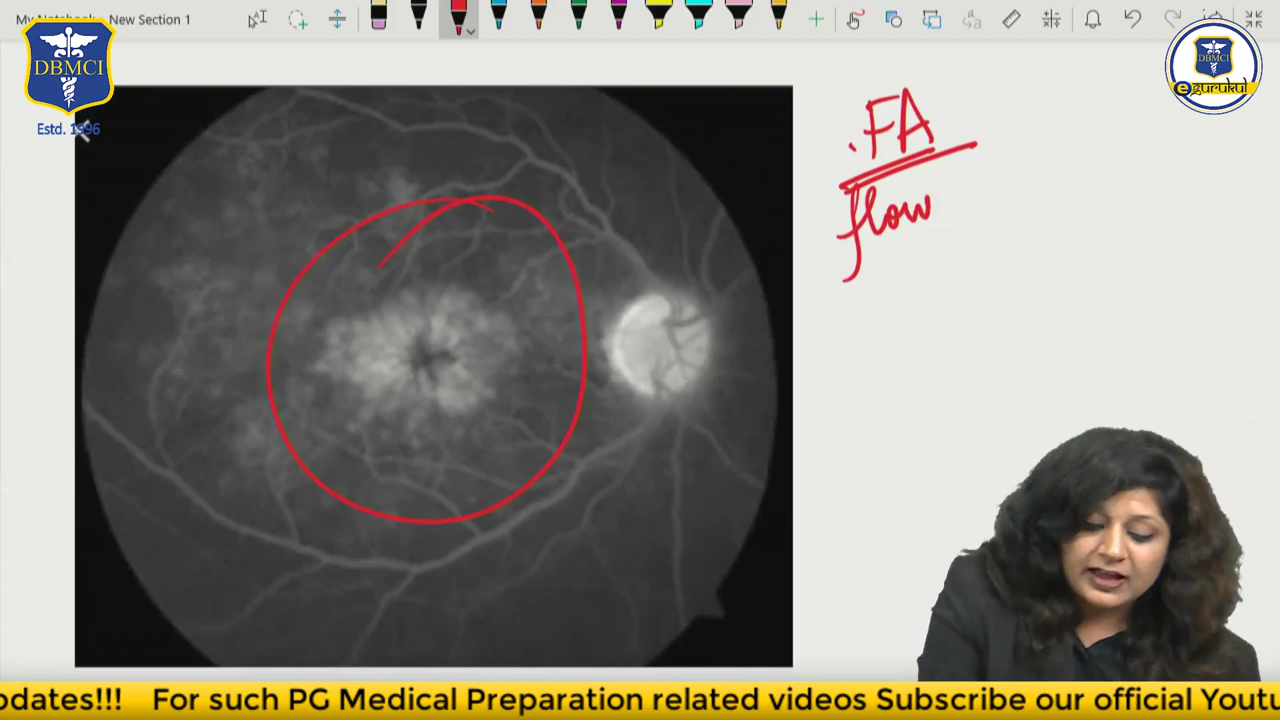 My Notebook - New Section 1
DBMCI
Estd. 1996
DBMCI
egurukul
.FA
flow
pdates!!! For such PG Medical Preparation related videos Subscribe our official Youtu